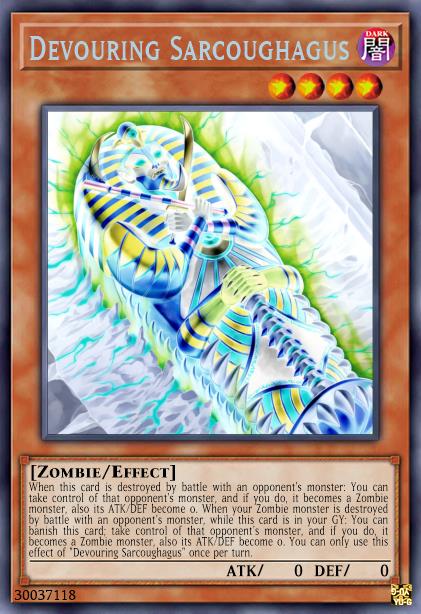 Devouring Sarcoughagus
DARK
闇
[Zombie/Effect]
When this card is destroyed by battle with an opponent's monster: You can
take control of that opponent's monster, and if you do, it becomes a Zombie
monster, also its ATK/DEF become 0. When your Zombie monster is destroyed
by battle with an opponent's monster, while this card is in your GY: You can
banish this card; take control of that opponent's monster, and if you do, it
becomes a Zombie monster, also its ATK/DEF become 0. You can only use this
effect of "Devouring Sarcoughagus" once per turn.
ATK/ 0 DEF/ 0
30037118